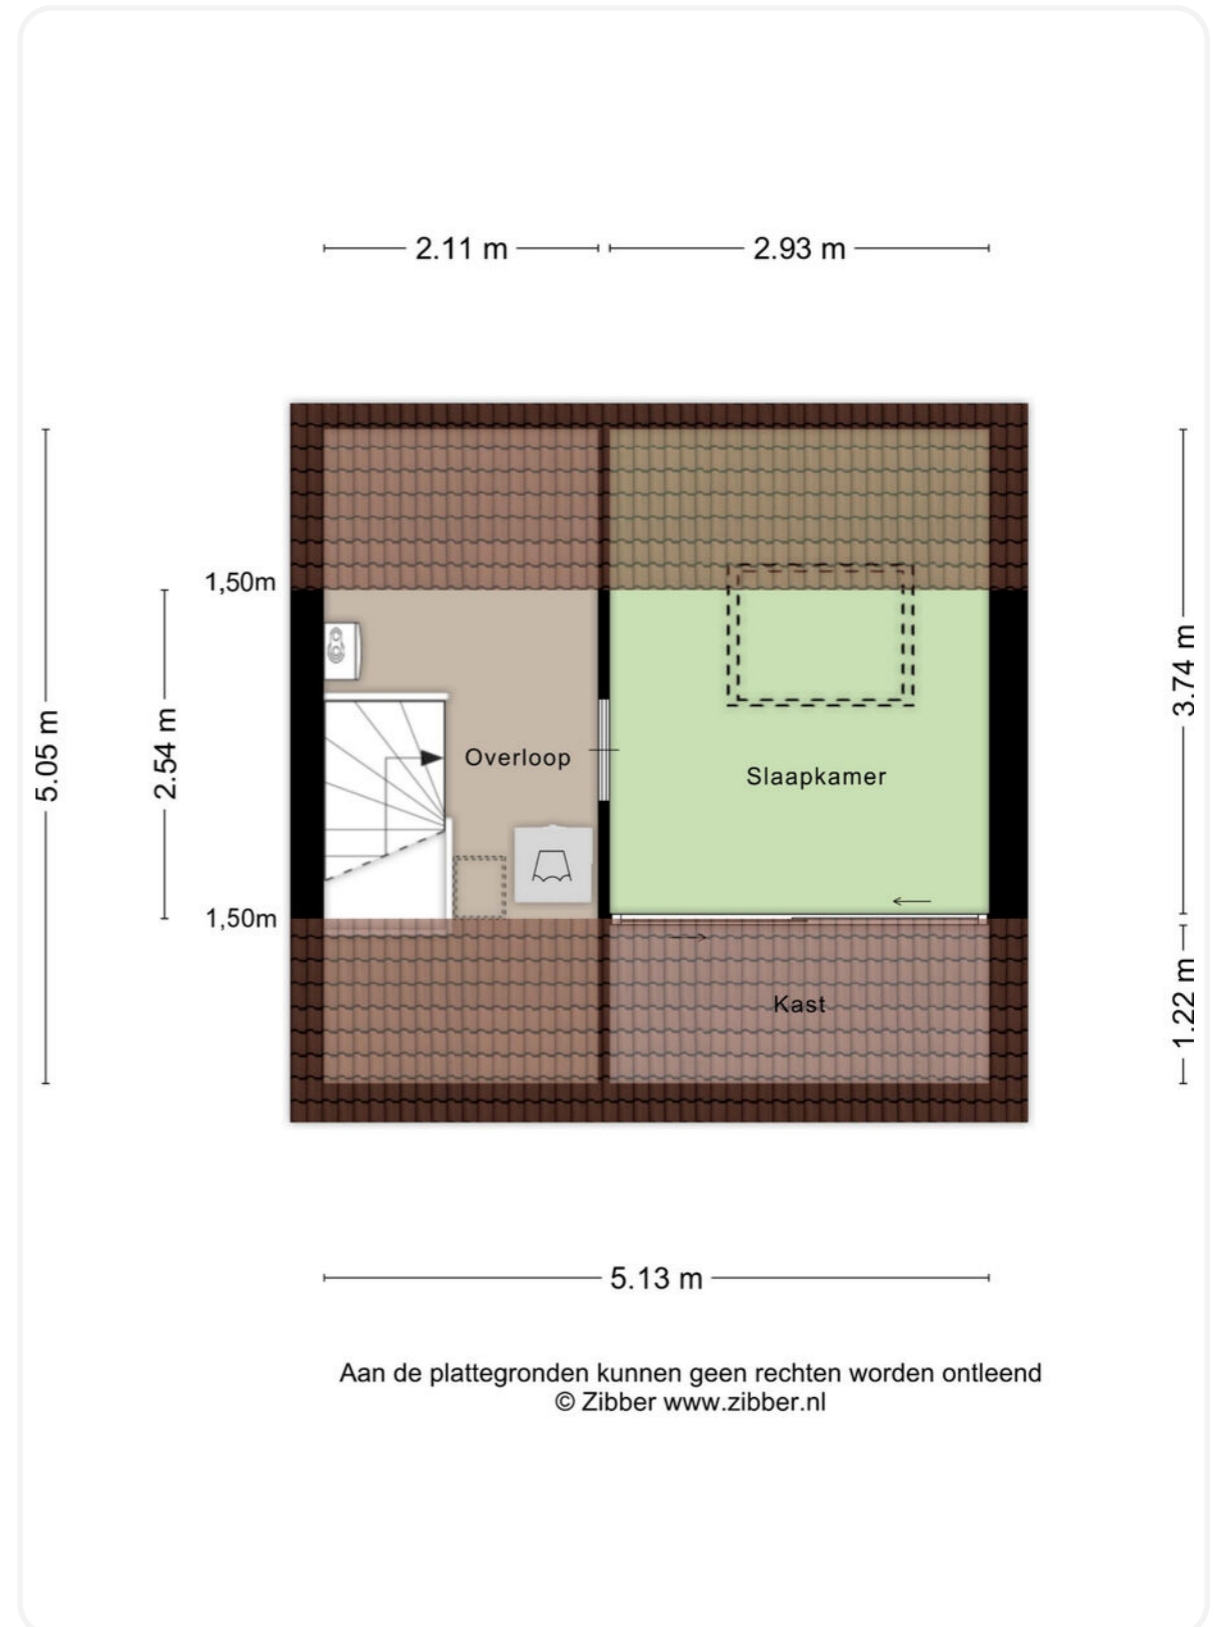 2.11 m
2.93 m
1,50m
5.05 m
2.54 m
3.74 m
Overloop
Slaapkamer
1,50m
1.22 m
Kast
5.13 m
Aan de plattegronden kunnen geen rechten worden ontleend
© Zibber www.zibber.nl